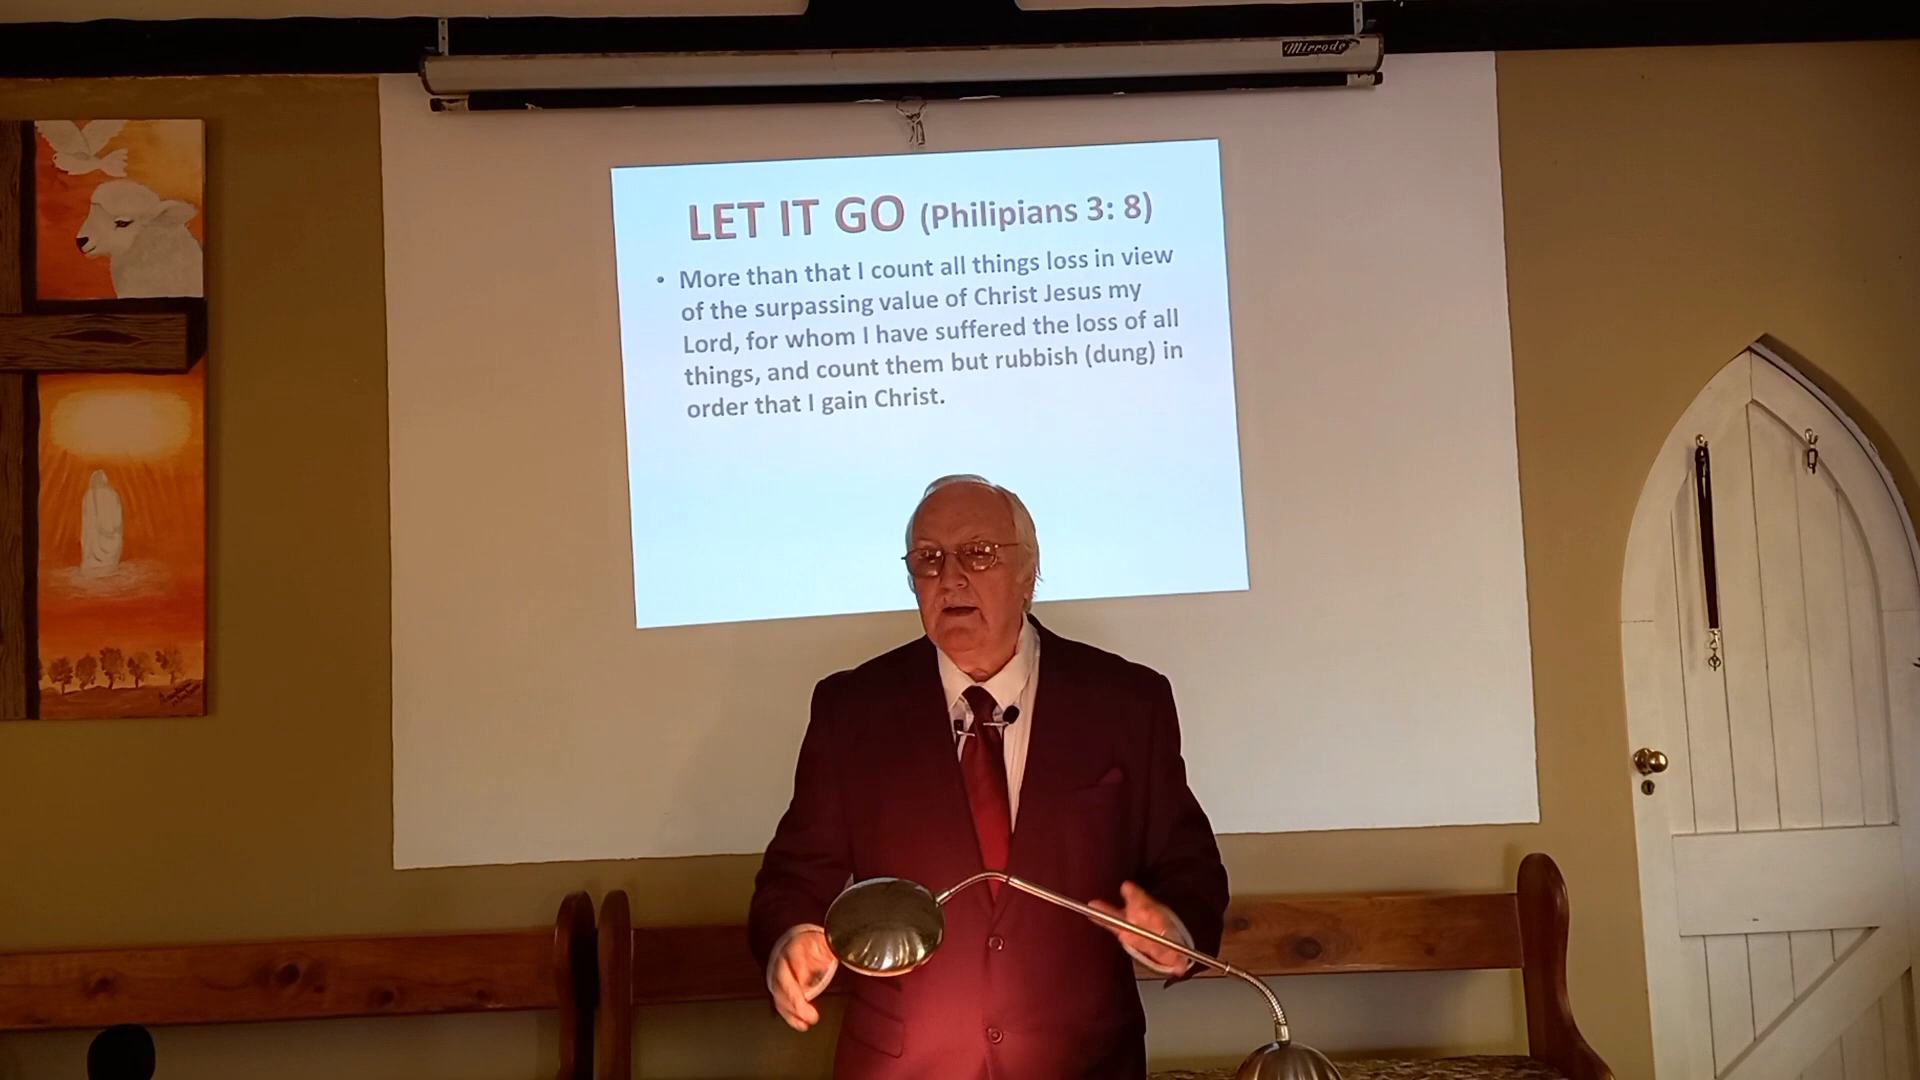 Mirrode
LET IT GO (Philipians 3: 8)
• More than that I count all things loss in view
of the surpassing value of Christ Jesus my
Lord, for whom I have suffered the loss of all
things, and count them but rubbish (dung) in
order that I gain Christ.